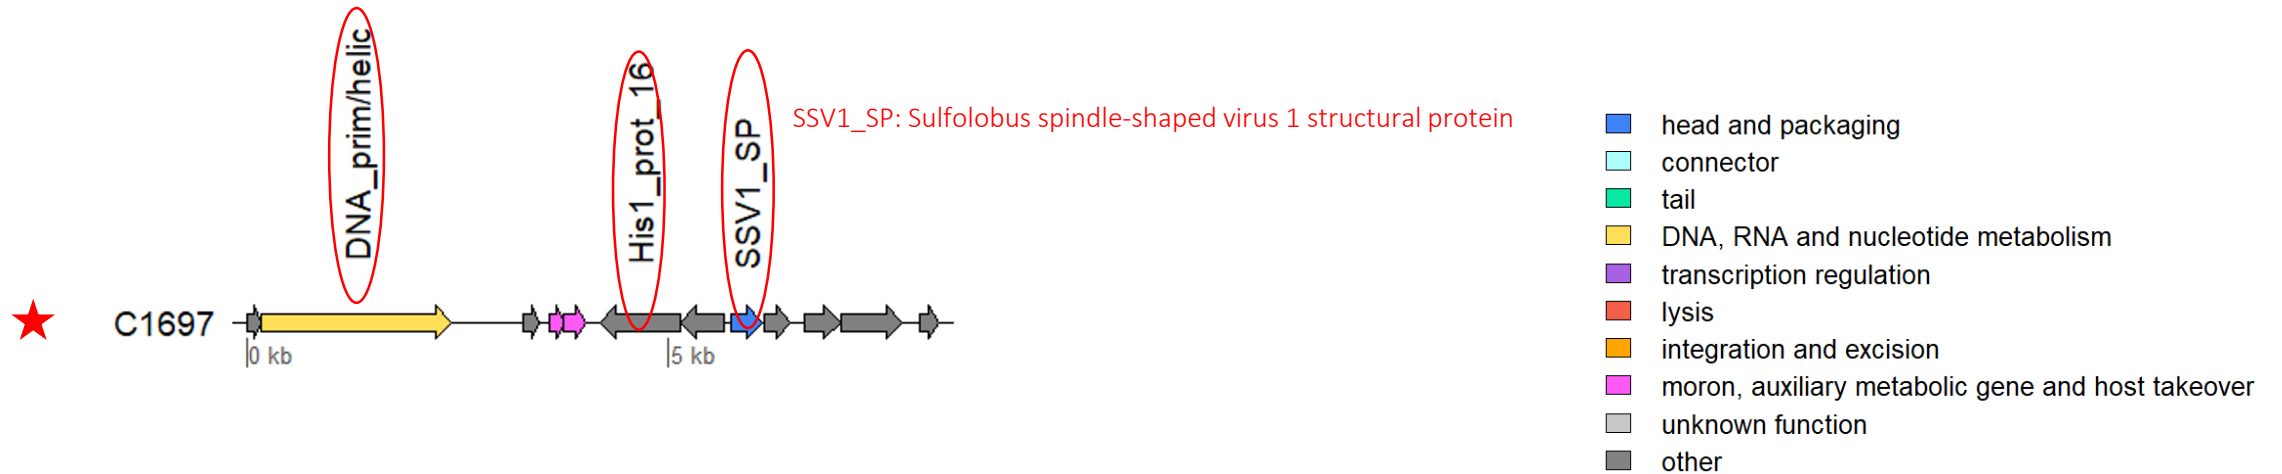 DNA_prim/helic
His1_prot_16
SSV1_SP
SSV1_SP: Sulfolobus spindle-shaped virus 1 structural protein
C1697
0 kb
5 kb
head and packaging
connector
tail
DNA, RNA and nucleotide metabolism
transcription regulation
lysis
integration and excision
moron, auxiliary metabolic gene and host takeover
unknown function
other